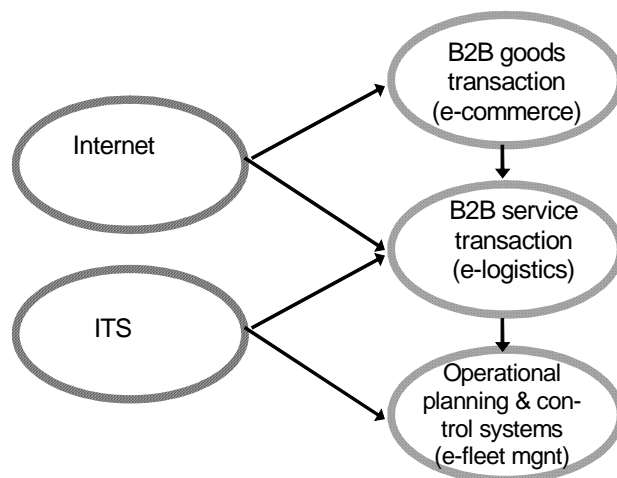 Internet
ITS
B2B goods
transaction
(e-commerce)
B2B service
transaction
(e-logistics)
Operational
planning & con-
trol systems
(e-fleet mgnt)